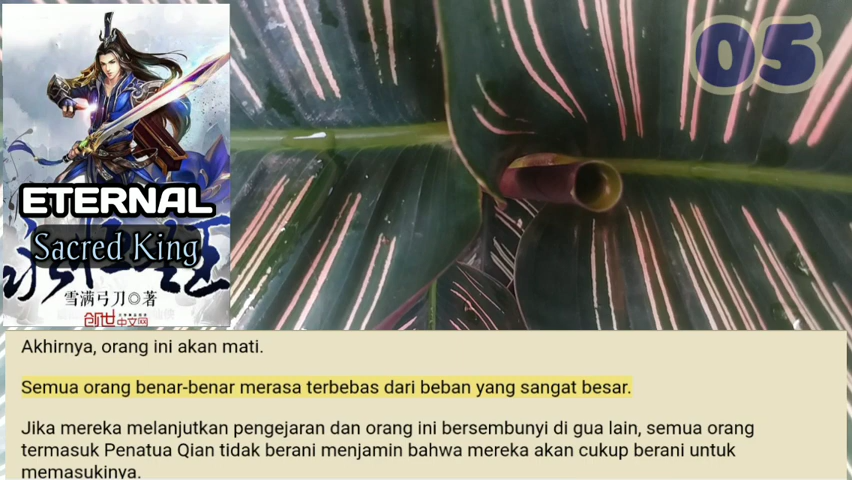 05
ETERNAL
Sacred King
雪满弓刀◎著
创世中文网
Akhirnya, orang ini akan mati.
Semua orang benar-benar merasa terbebas dari beban yang sangat besar.
Jika mereka melanjutkan pengejaran dan orang ini bersembunyi di gua lain, semua orang
termasuk Penatua Qian tidak berani menjamin bahwa mereka akan cukup berani untuk
memasukinya.